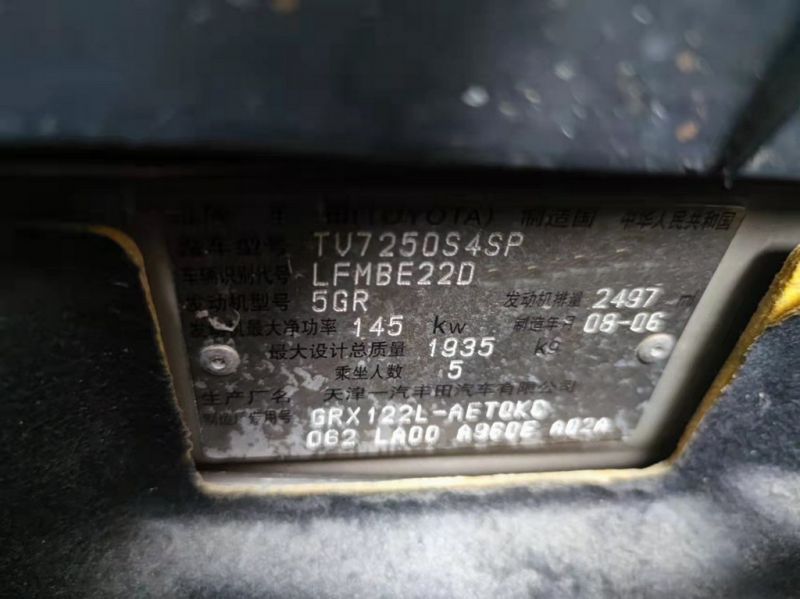 田(TOYOTA) 制造国 中华人民共和国
车型号 TV7250S4SP
车辆识别代号 LFMBE22D
发动机型号 5GR 发动机排量 2497 ml
发动机最大净功率 145 kw 制造年月 08-06
最大设计总质量 1935 kg
乘坐人数 5
生产厂名 天津一汽丰田汽车有限公司
GRX122L-AETQKC
062 LA00 A960E A02A